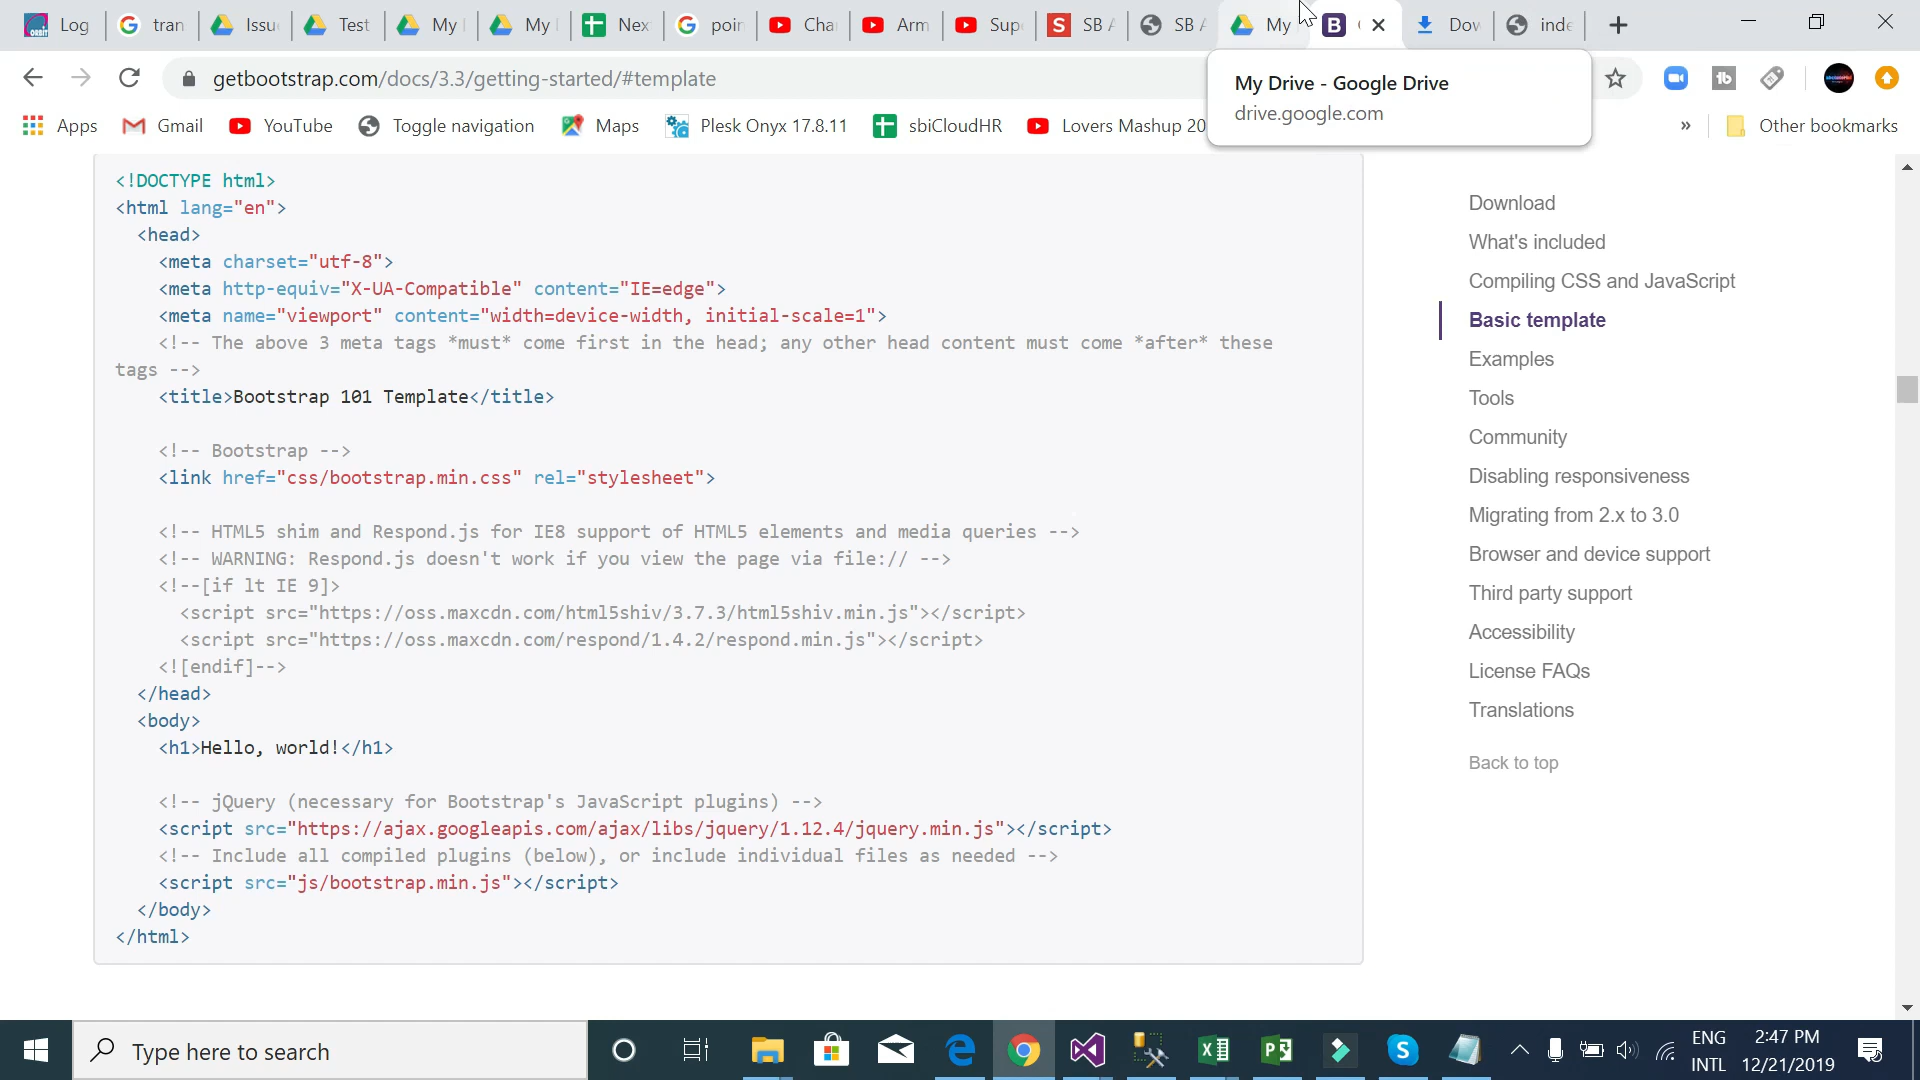 Log
tran
Issu
Test
My
My
Nex
poin
Cha
Arm
Sup
SB A
SB A
My
Dow
inde
getbootstrap.com/docs/3.3/getting-started/#template
My Drive - Google Drive
drive.google.com
Apps
Gmail
YouTube
Toggle navigation
Maps
Plesk Onyx 17.8.11
sbiCloudHR
Lovers Mashup 20
»
Other bookmarks
<!DOCTYPE html>
<html lang="en">
<head>
<meta charset="utf-8">
<meta http-equiv="X-UA-Compatible" content="IE=edge">
<meta name="viewport" content="width=device-width, initial-scale=1">
<!-- The above 3 meta tags *must* come first in the head; any other head content must come *after* these
tags -->
<title>Bootstrap 101 Template</title>
<!-- Bootstrap -->
<link href="css/bootstrap.min.css" rel="stylesheet">
<!-- HTML5 shim and Respond.js for IE8 support of HTML5 elements and media queries -->
<!-- WARNING: Respond.js doesn't work if you view the page via file:// -->
<!--[if lt IE 9]>
<script src="https://oss.maxcdn.com/html5shiv/3.7.3/html5shiv.min.js"></script>
<script src="https://oss.maxcdn.com/respond/1.4.2/respond.min.js"></script>
<![endif]-->
</head>
<body>
<h1>Hello, world!</h1>
<!-- jQuery (necessary for Bootstrap's JavaScript plugins) -->
<script src="https://ajax.googleapis.com/ajax/libs/jquery/1.12.4/jquery.min.js"></script>
<!-- Include all compiled plugins (below), or include individual files as needed -->
<script src="js/bootstrap.min.js"></script>
</body>
</html>
Download
What's included
Compiling CSS and JavaScript
Basic template
Examples
Tools
Community
Disabling responsiveness
Migrating from 2.x to 3.0
Browser and device support
Third party support
Accessibility
License FAQs
Translations
Back to top
Type here to search
ENG
INTL
2:47 PM
12/21/2019